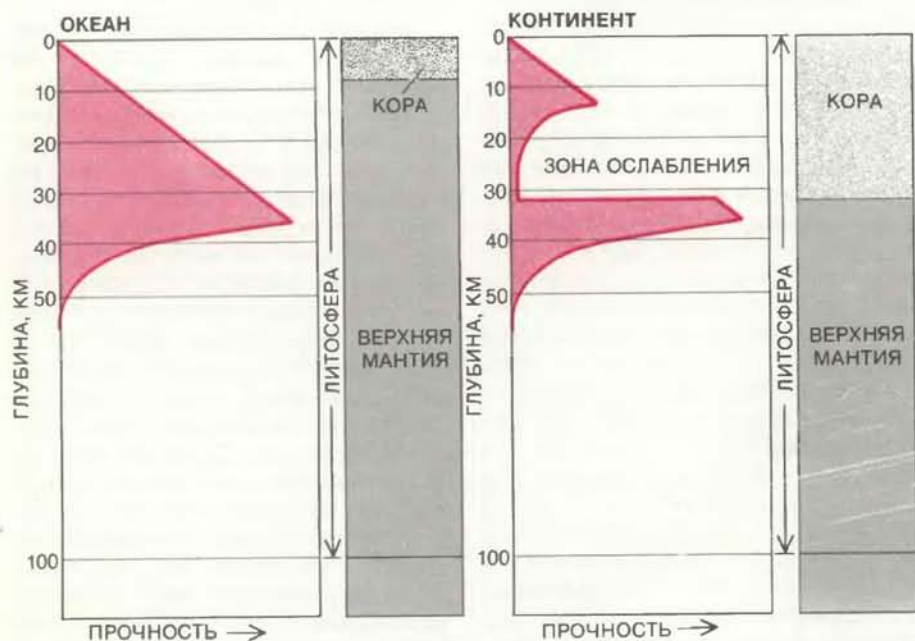 ОКЕАН
0
10
20
30
40
50
100
ГЛУБИНА, КМ
ПРОЧНОСТЬ
ЛИТОСФЕРА
КОРА
ВЕРХНЯЯ
МАНТИЯ
КОНТИНЕНТ
0
10
20
30
40
50
100
ГЛУБИНА, КМ
ЗОНА ОСЛАБЛЕНИЯ
ПРОЧНОСТЬ
ЛИТОСФЕРА
КОРА
ВЕРХНЯЯ
МАНТИЯ